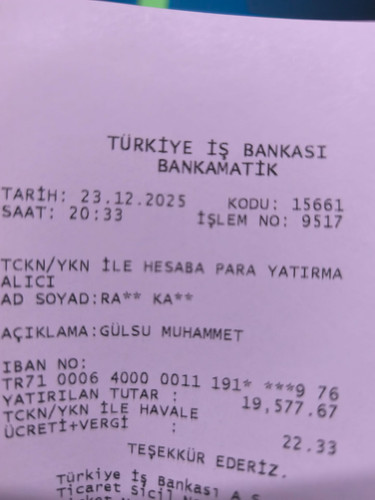 TÜRKİYE İŞ BANKASI
BANKAMATİK
TARİH: 23.12.2025 KODU: 15661
SAAT: 20:33 İŞLEM NO: 9517
TCKN/YKN İLE HESABA PARA YATIRMA
ALICI
AD SOYAD:RA** KA**
AÇIKLAMA:GÜLSU MUHAMMET
IBAN NO:
TR71 0006 4000 0011 191* ***9 76
YATIRILAN TUTAR : 19,577.67
TCKN/YKN İLE HAVALE
ÜCRETİ+VERGİ : 22.33
TEŞEKKÜR EDERİZ.
Türkiye İş Bankası A.Ş.
Ticaret Sicil